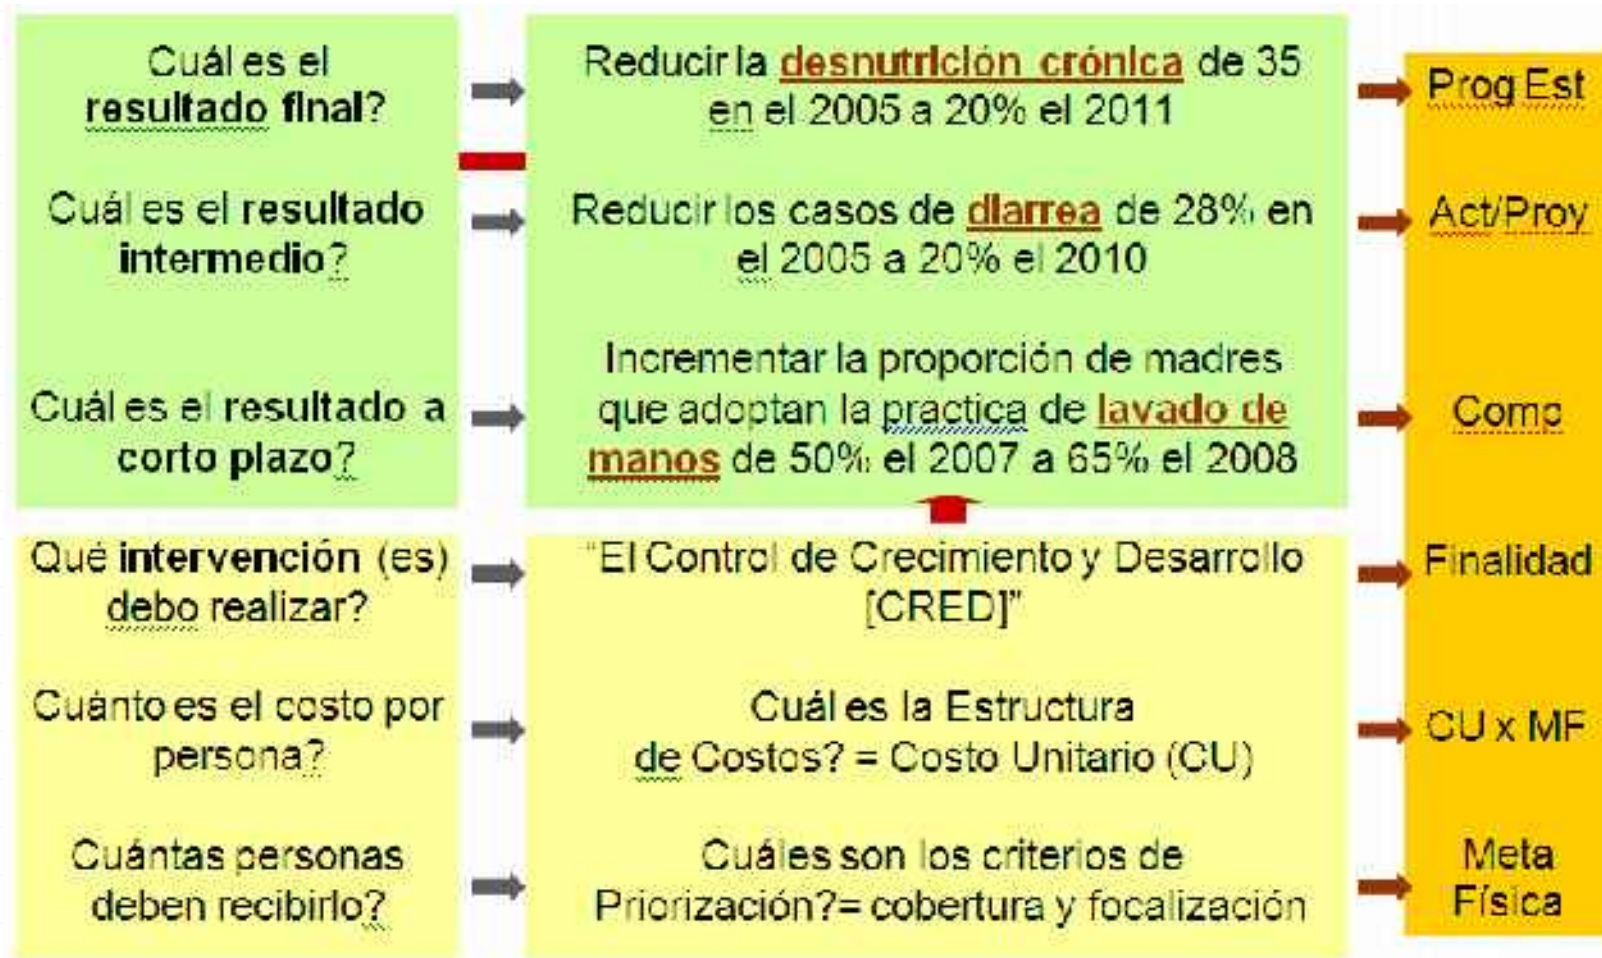 Cuál es el
resultado final?
Reducir la desnutrición crónica de 35
en el 2005 a 20% el 2011
Prog Est
Cuál es el resultado
intermedio?
Reducir los casos de diarrea de 28% en
el 2005 a 20% el 2010
Act/Proy
Cuál es el resultado a
corto plazo?
Incrementar la proporción de madres
que adoptan la practica de lavado de
manos de 50% el 2007 a 65% el 2008
Comp
Qué intervención (es)
debo realizar?
"El Control de Crecimiento y Desarrollo
[CRED]"
Finalidad
Cuánto es el costo por
persona?
Cuál es la Estructura
de Costos? = Costo Unitario (CU)
CU x MF
Cuántas personas
deben recibirlo?
Cuáles son los criterios de
Priorización?= cobertura y focalización
Meta
Física